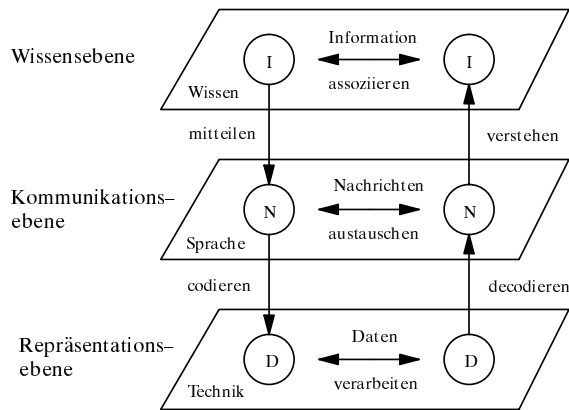 Information
Wissensebene
I
I
assoziieren
Wissen
mitteilen
verstehen
Nachrichten
Kommunikations–
ebene
N
N
austauschen
Sprache
codieren
decodieren
Daten
Repräsentations–
ebene
D
D
verarbeiten
Technik